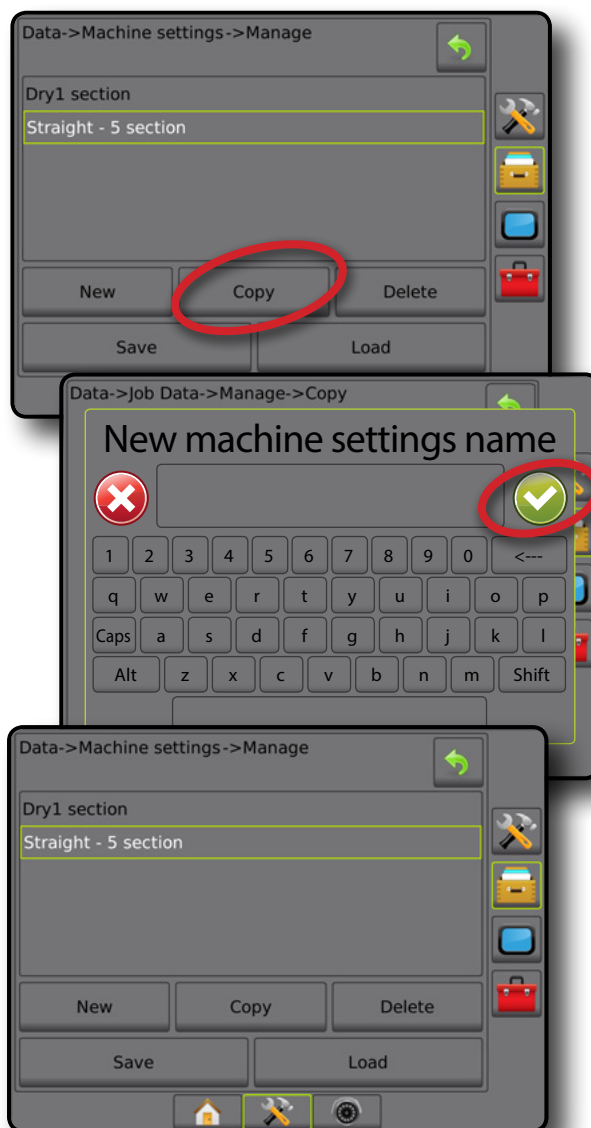 Data->Machine settings->Manage
Dry1 section
Straight - 5 section
New Copy Delete
Save Load
Data->Job Data->Manage->Copy
New machine settings name
1 2 3 4 5 6 7 8 9 0 <---
q w e r t y u i o p
Caps a s d f g h j k l
Alt z x c v b n m Shift
Data->Machine settings->Manage
Dry1 section
Straight - 5 section
New Copy Delete
Save Load